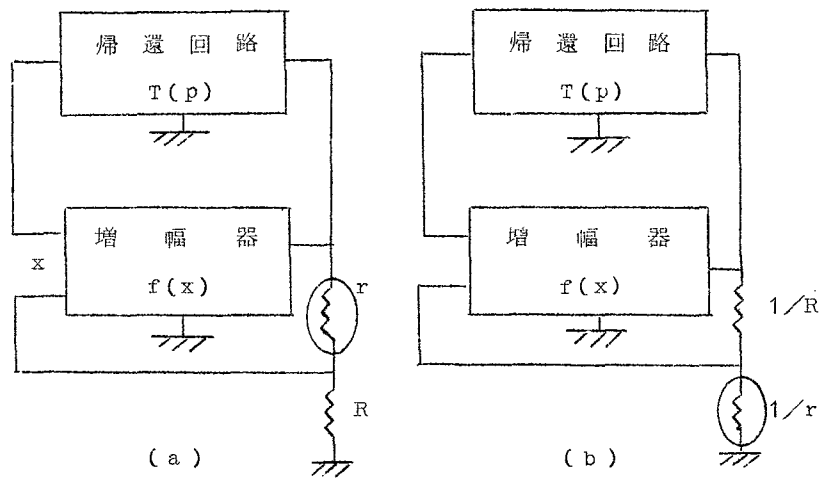 帰還回路
T(p)
増幅器
f(x)
x
r
R
(a)
帰還回路
T(p)
増幅器
f(x)
1/R
1/r
(b)